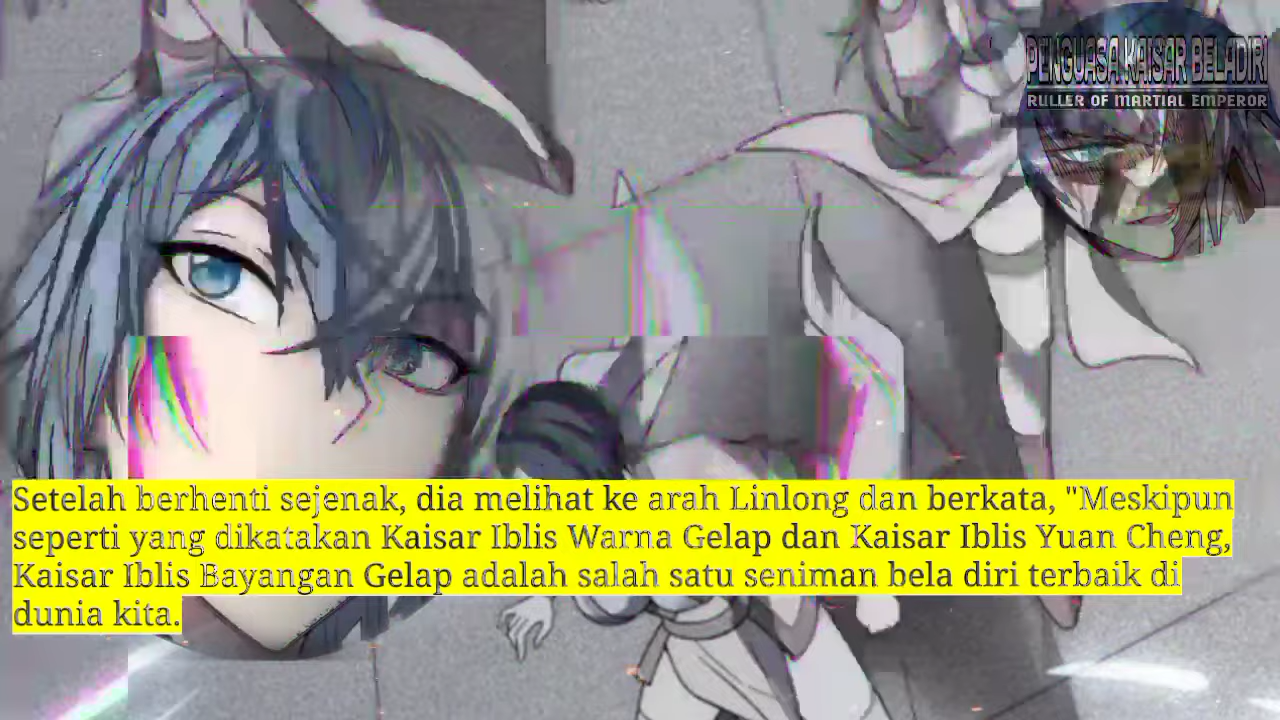 PENGUASA KAISAR BELADIRI
RULLER OF MARTIAL EMPEROR
Setelah berhenti sejenak, dia melihat ke arah Linlong dan berkata, "Meskipun
seperti yang dikatakan Kaisar Iblis Warna Gelap dan Kaisar Iblis Yuan Cheng,
Kaisar Iblis Bayangan Gelap adalah salah satu seniman bela diri terbaik di
dunia kita.